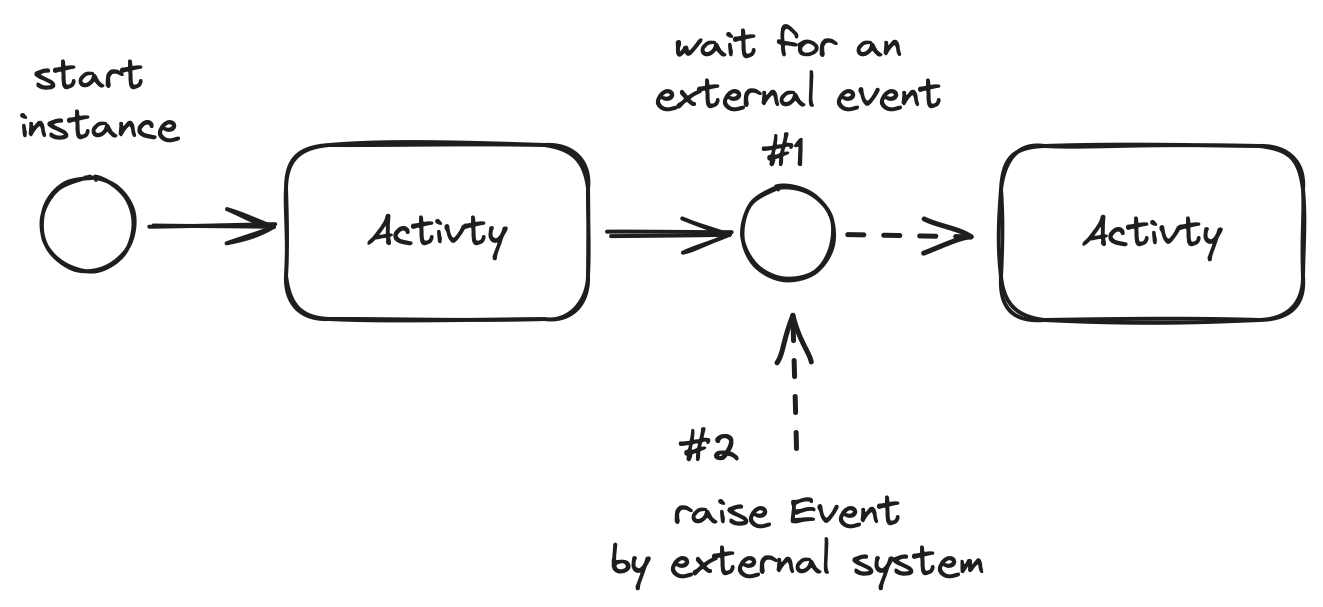 start
instance
Activty
wait for an
external event
#1
Activty
#2
raise Event
by external system